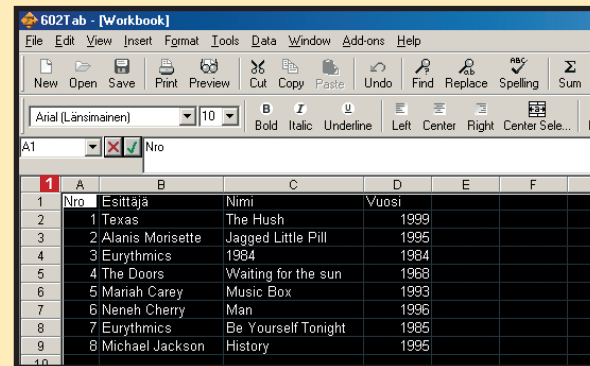 602Tab - [Workbook]
File Edit View Insert Format Tools Data Window Add-ons Help
New Open Save Print Preview Cut Copy Paste Undo Find Replace Spelling Sum
Arial (Länsimainen) 10 Bold Italic Underline Left Center Right Center Sele...
A1 Nro
1 A B C D E F
1 Nro Esittäjä Nimi Vuosi
2 1 Texas The Hush 1999
3 2 Alanis Morisette Jagged Little Pill 1995
4 3 Eurythmics 1984 1984
5 4 The Doors Waiting for the sun 1968
6 5 Mariah Carey Music Box 1993
7 6 Neneh Cherry Man 1996
8 7 Eurythmics Be Yourself Tonight 1985
9 8 Michael Jackson History 1995
10